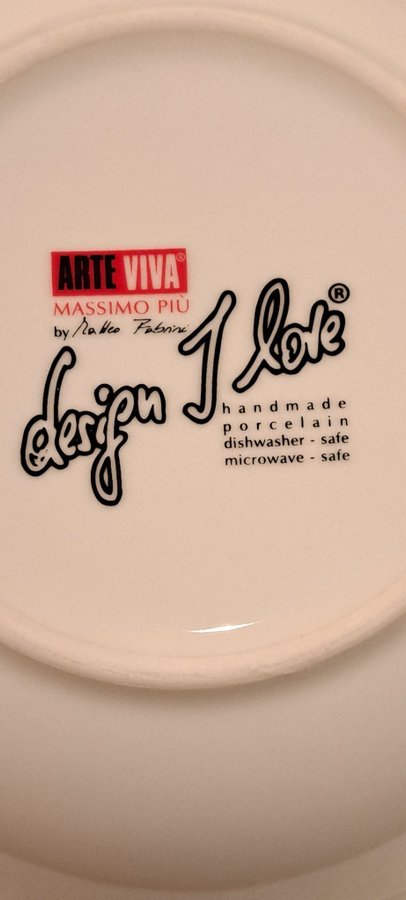 ARTE VIVA®
MASSIMO PIÙ
by Matteo Fabrini
design I love®
handmade
porcelain
dishwasher - safe
microwave - safe